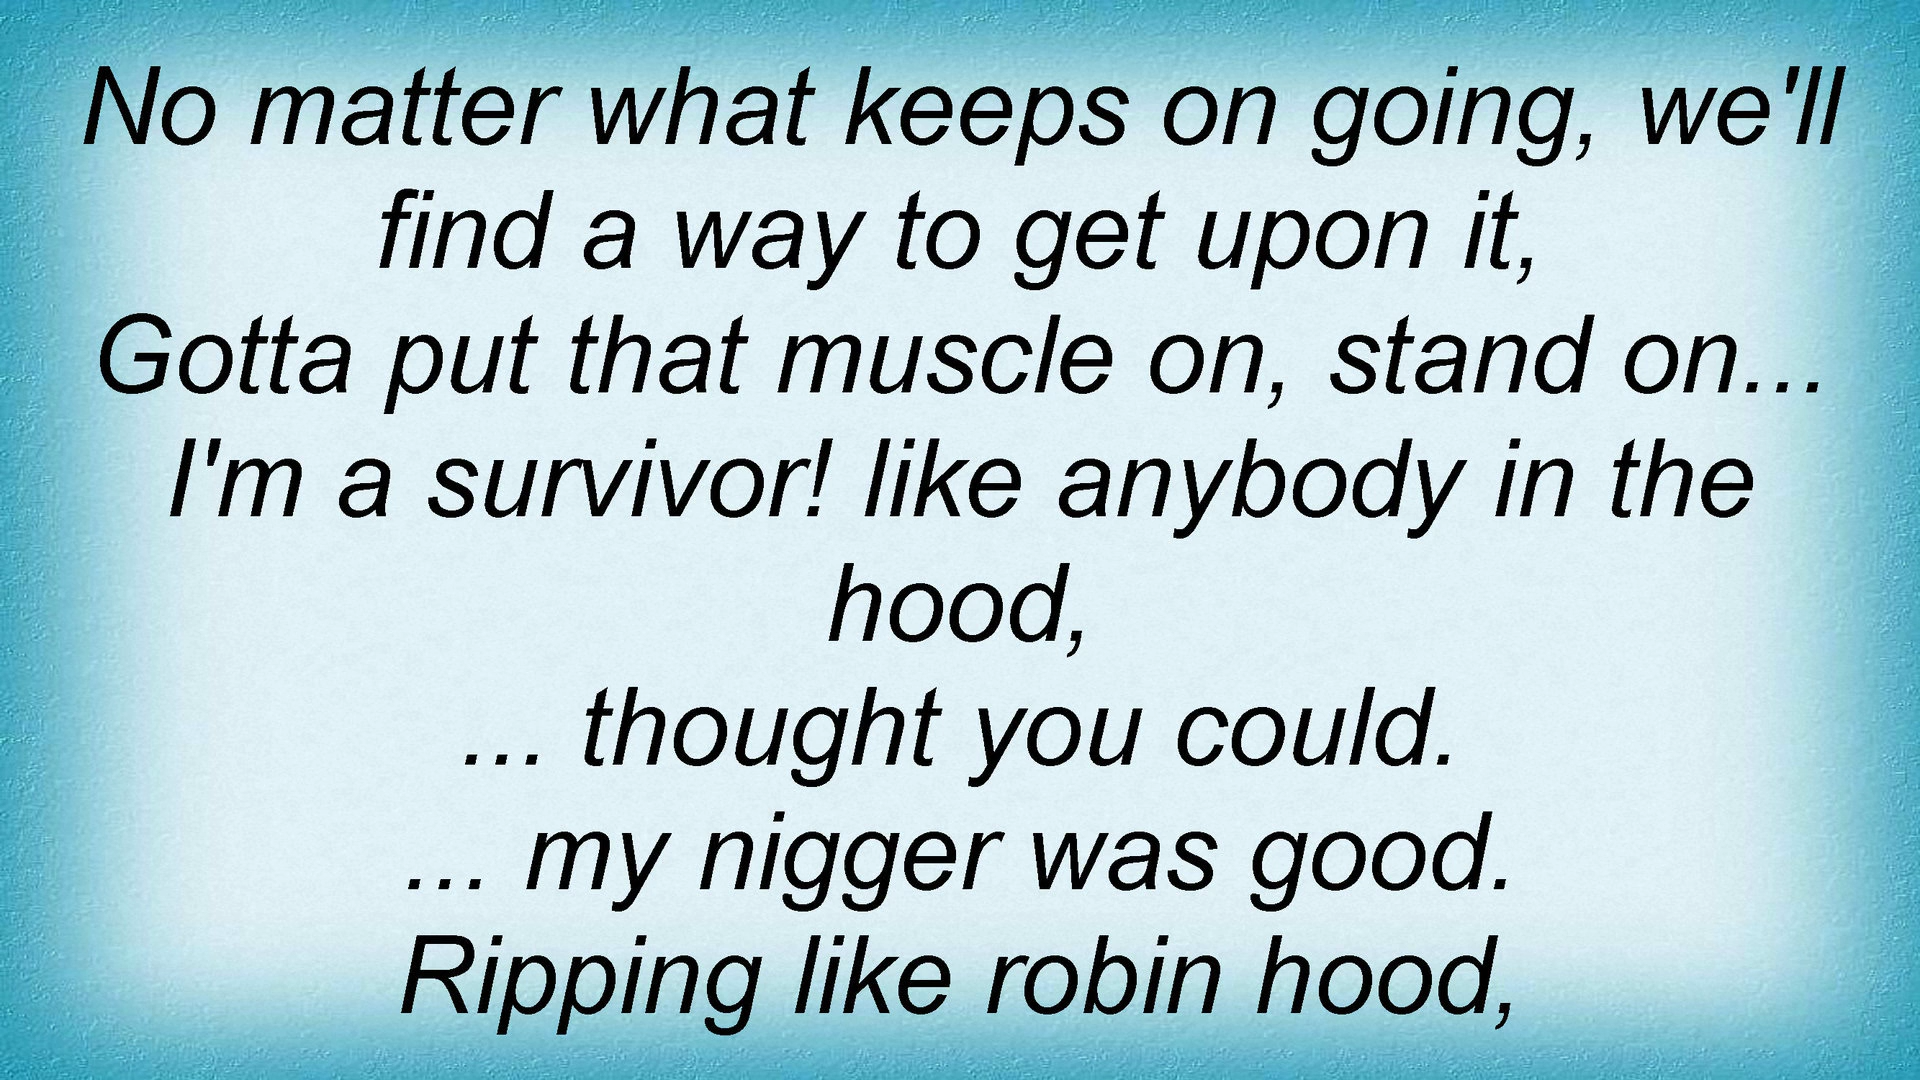 No matter what keeps on going, we'll
find a way to get upon it,
Gotta put that muscle on, stand on...
I'm a survivor! like anybody in the
hood,
... thought you could.
... my nigger was good.
Ripping like robin hood,